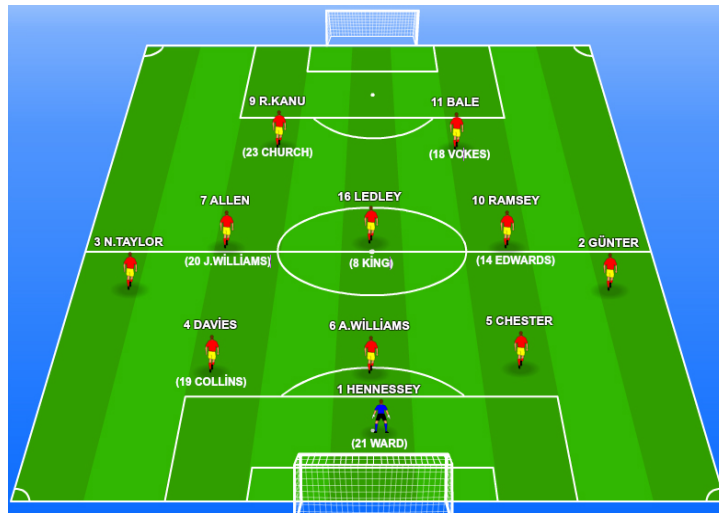 9 R.KANU
11 BALE
(23 CHURCH)
(18 VOKES)
7 ALLEN
16 LEDLEY
10 RAMSEY
3 N.TAYLOR
2 GÜNTER
(20 J.WİLLİAMS)
(8 KİNG)
(14 EDWARDS)
4 DAVİES
6 A.WİLLİAMS
5 CHESTER
(19 COLLİNS)
1 HENNESSEY
(21 WARD)